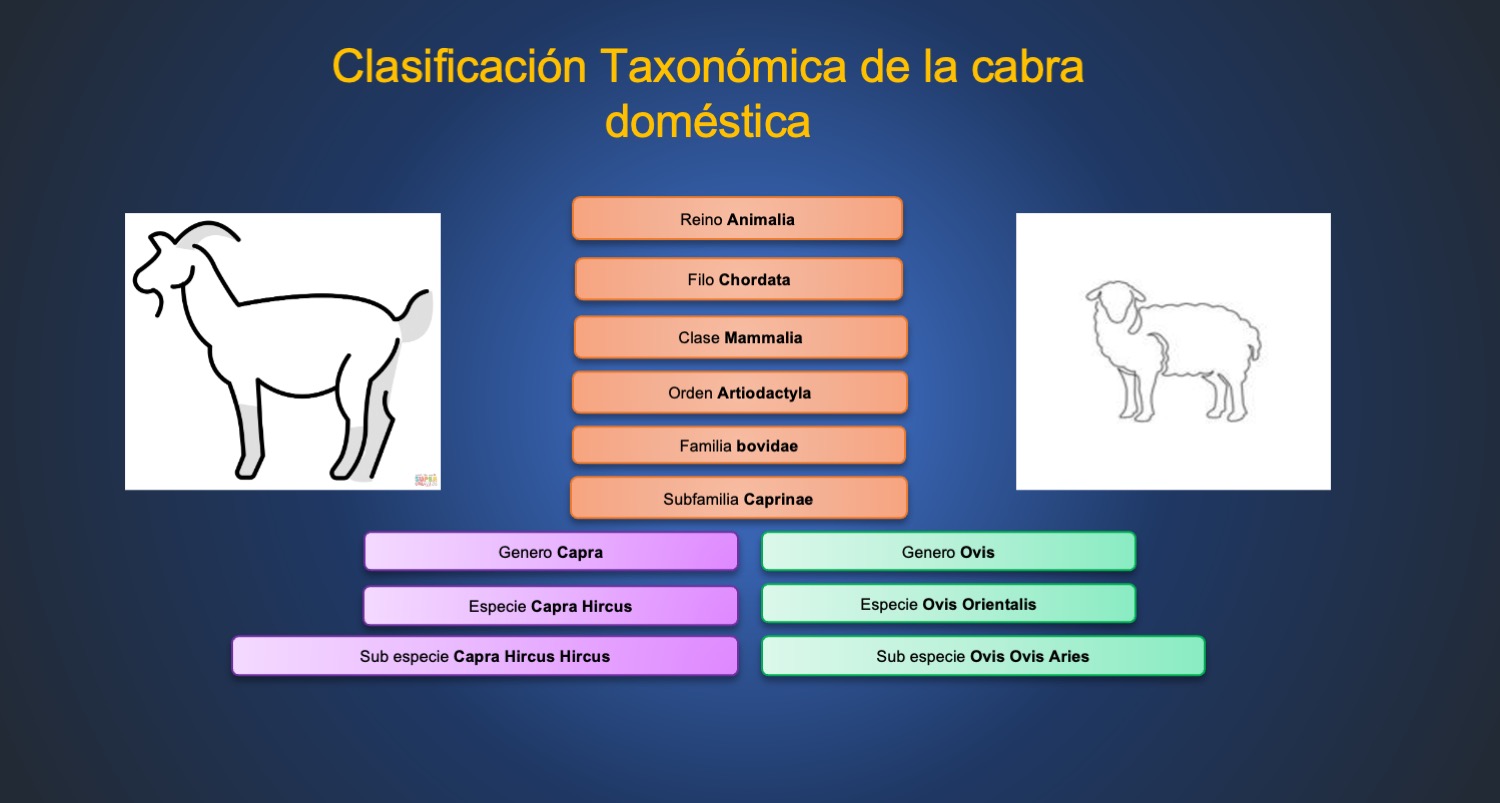 Clasificación Taxonómica de la cabra
doméstica
Reino Animalia
Filo Chordata
Clase Mammalia
Orden Artiodactyla
Familia bovidae
Subfamilia Caprinae
Genero Capra
Genero Ovis
Especie Capra Hircus
Especie Ovis Orientalis
Sub especie Capra Hircus Hircus
Sub especie Ovis Ovis Aries